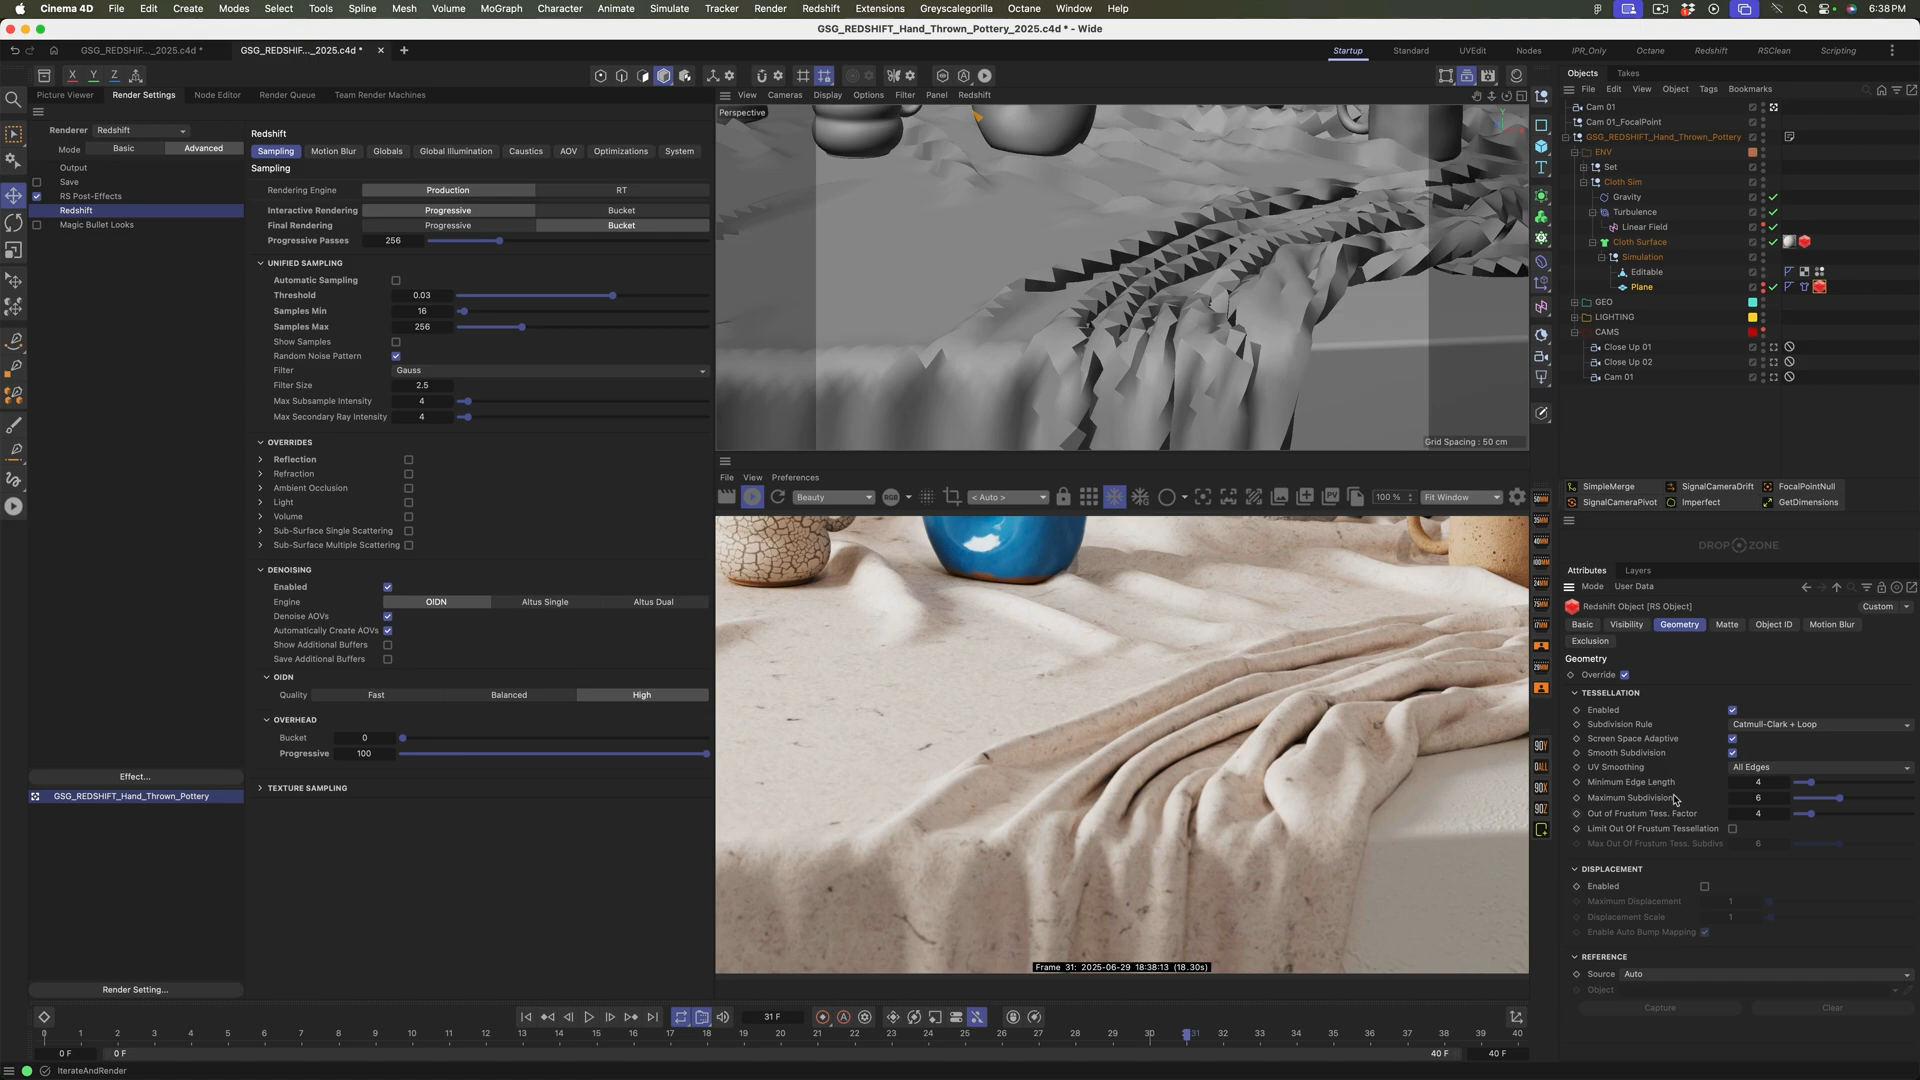 Cinema 4D File Edit Create Modes Select Tools Spline Mesh Volume MoGraph Character Animate Simulate Tracker Render Redshift Extensions Octane Greyscalegorilla Octane Window Help 6:38 PM
GSG_REDSHIFT_Hand_Thrown_Pottery_2025.c4d * - Wide
GSG_REDSHIF..._2025.c4d * GSG_REDSHIF..._2025.c4d * Startup Standard UVEdit Nodes IPR_Only Octane Redshift RSClean Scripting
X Y Z
Objects Takes
Picture Viewer Render Settings Node Editor Render Queue Team Render Machines
View Cameras Display Options Filter Panel Redshift
File Edit View Object Tags Bookmarks
Perspective
Renderer Redshift
Mode Basic Advanced
Output
Save
RS Post-Effects
Redshift
Magic Bullet Looks
Effect...
GSG_REDSHIFT_Hand_Thrown_Pottery
Render Setting...
Redshift
Sampling Motion Blur Globals Global Illumination Caustics AOV Optimizations System
Sampling
Rendering Engine Production RT
Interactive Rendering Progressive Bucket
Final Rendering Progressive Bucket
Progressive Passes 256
UNIFIED SAMPLING
Automatic Sampling
Threshold 0.03
Samples Min 16
Samples Max 256
Show Samples
Random Noise Pattern
Filter Gauss
Filter Size 2.5
Max Subsample Intensity 4
Max Secondary Ray Intensity 4
OVERRIDES
Reflection
Refraction
Ambient Occlusion
Light
Volume
Sub-Surface Single Scattering
Sub-Surface Multiple Scattering
DENOISING
Enabled
Engine OIDN Altus Single Altus Dual
Denoise AOVs
Automatically Create AOVs
Show Additional Buffers
Save Additional Buffers
OIDN
Quality Fast Balanced High
OVERHEAD
Bucket 0
Progressive 100
TEXTURE SAMPLING
Grid Spacing : 50 cm
File View Preferences
Beauty RGB < Auto > PV 100 % Fit Window
Frame 31: 2025-06-29 18:38:13 (18.30s)
50MM
35MM
40MM
100MM
24MM
75MM
17MM
20MM
90Y
0ALL
90X
90Z
Cam 01
Cam 01_FocalPoint
GSG_REDSHIFT_Hand_Thrown_Pottery
ENV
Set
Cloth Sim
Gravity
Turbulence
Linear Field
Cloth Surface
Simulation
Editable
Plane
GEO
LIGHTING
CAMS
Close Up 01
Close Up 02
Cam 01
SimpleMerge SignalCameraDrift FocalPointNull
SignalCameraPivot Imperfect GetDimensions
DROP ZONE
Attributes Layers
Mode User Data
Redshift Object [RS Object] Custom
Basic Visibility Geometry Matte Object ID Motion Blur
Exclusion
Geometry
Override
TESSELLATION
Enabled
Subdivision Rule Catmull-Clark + Loop
Screen Space Adaptive
Smooth Subdivision
UV Smoothing All Edges
Minimum Edge Length 4
Maximum Subdivisions 6
Out of Frustum Tess. Factor 4
Limit Out Of Frustum Tessellation
Max Out Of Frustum Tess. Subdivs 6
DISPLACEMENT
Enabled
Maximum Displacement 1
Displacement Scale 1
Enable Auto Bump Mapping
REFERENCE
Source Auto
Object
Capture Clear
31 F
0 1 2 3 4 5 6 7 8 9 10 11 12 13 14 15 16 17 18 19 20 21 22 23 24 25 26 27 28 29 30 31 32 33 34 35 36 37 38 39 40
0 F 0 F 40 F 40 F
IterateAndRender